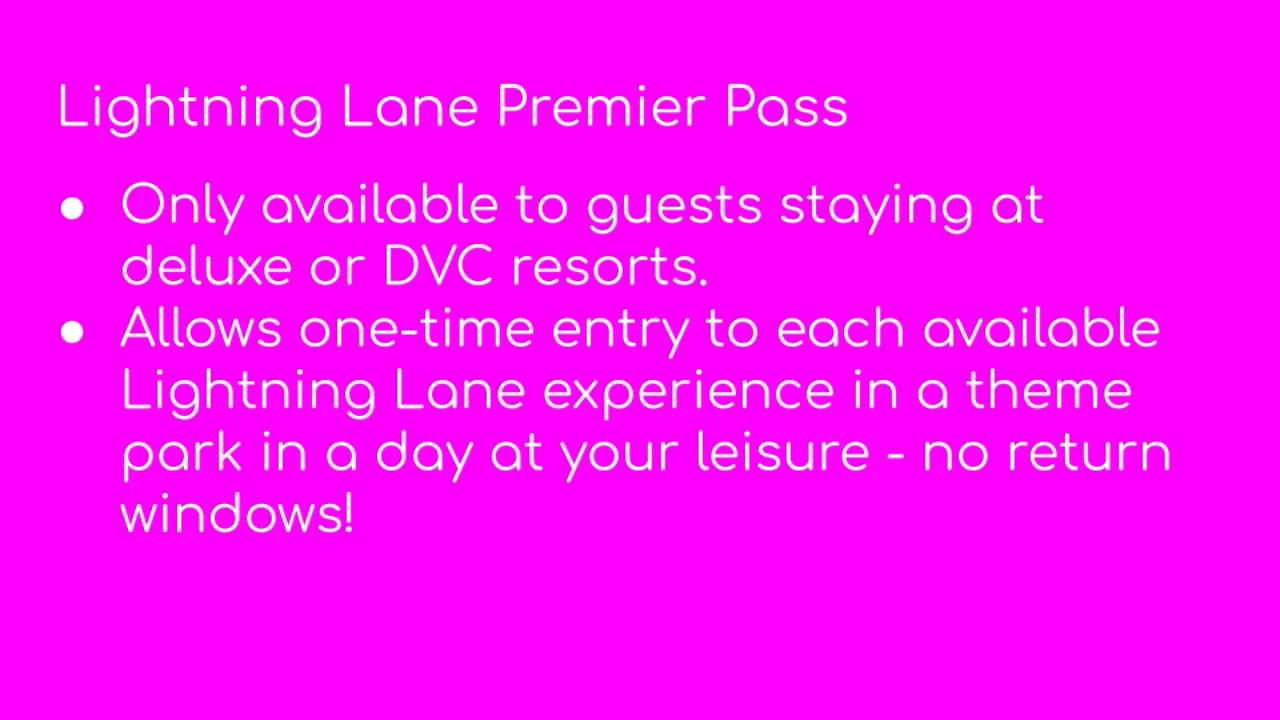 Lightning Lane Premier Pass
● Only available to guests staying at
deluxe or DVC resorts.
● Allows one-time entry to each available
Lightning Lane experience in a theme
park in a day at your leisure - no return
windows!